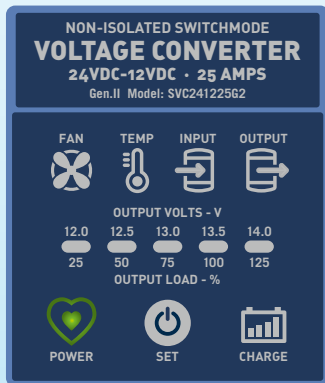 NON-ISOLATED SWITCHMODE
VOLTAGE CONVERTER
24VDC-12VDC · 25 AMPS
Gen.II Model: SVC241225G2
FAN TEMP INPUT OUTPUT
OUTPUT VOLTS - V
12.0 12.5 13.0 13.5 14.0
25 50 75 100 125
OUTPUT LOAD - %
POWER SET CHARGE